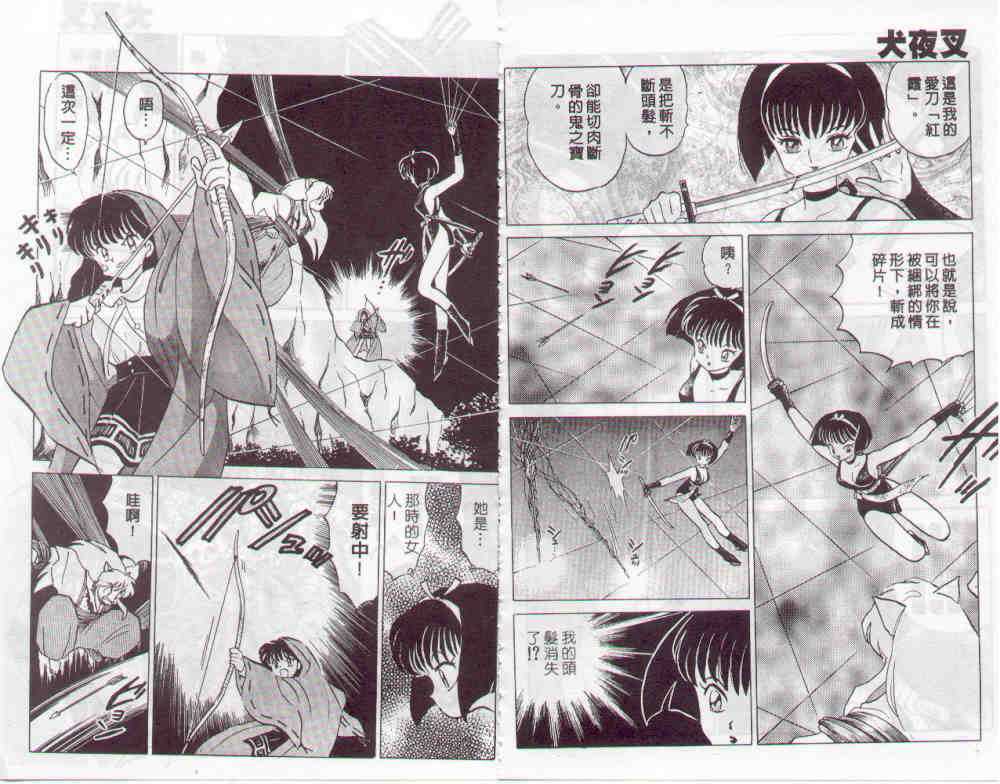 犬夜叉
這是我的
愛刀「紅
霞」。
是把斬不
斷頭髮，
卻能切肉斷
骨的鬼之寶
刀。
也就是說，
可以將你在
被綑綁的情
形下，斬成
碎片！
咦？
我的頭
髮消失
了!?
唔…
這次一定…
キキ
リリ
キリリ
她是…
那時的女
人！
要射中！
哇啊！